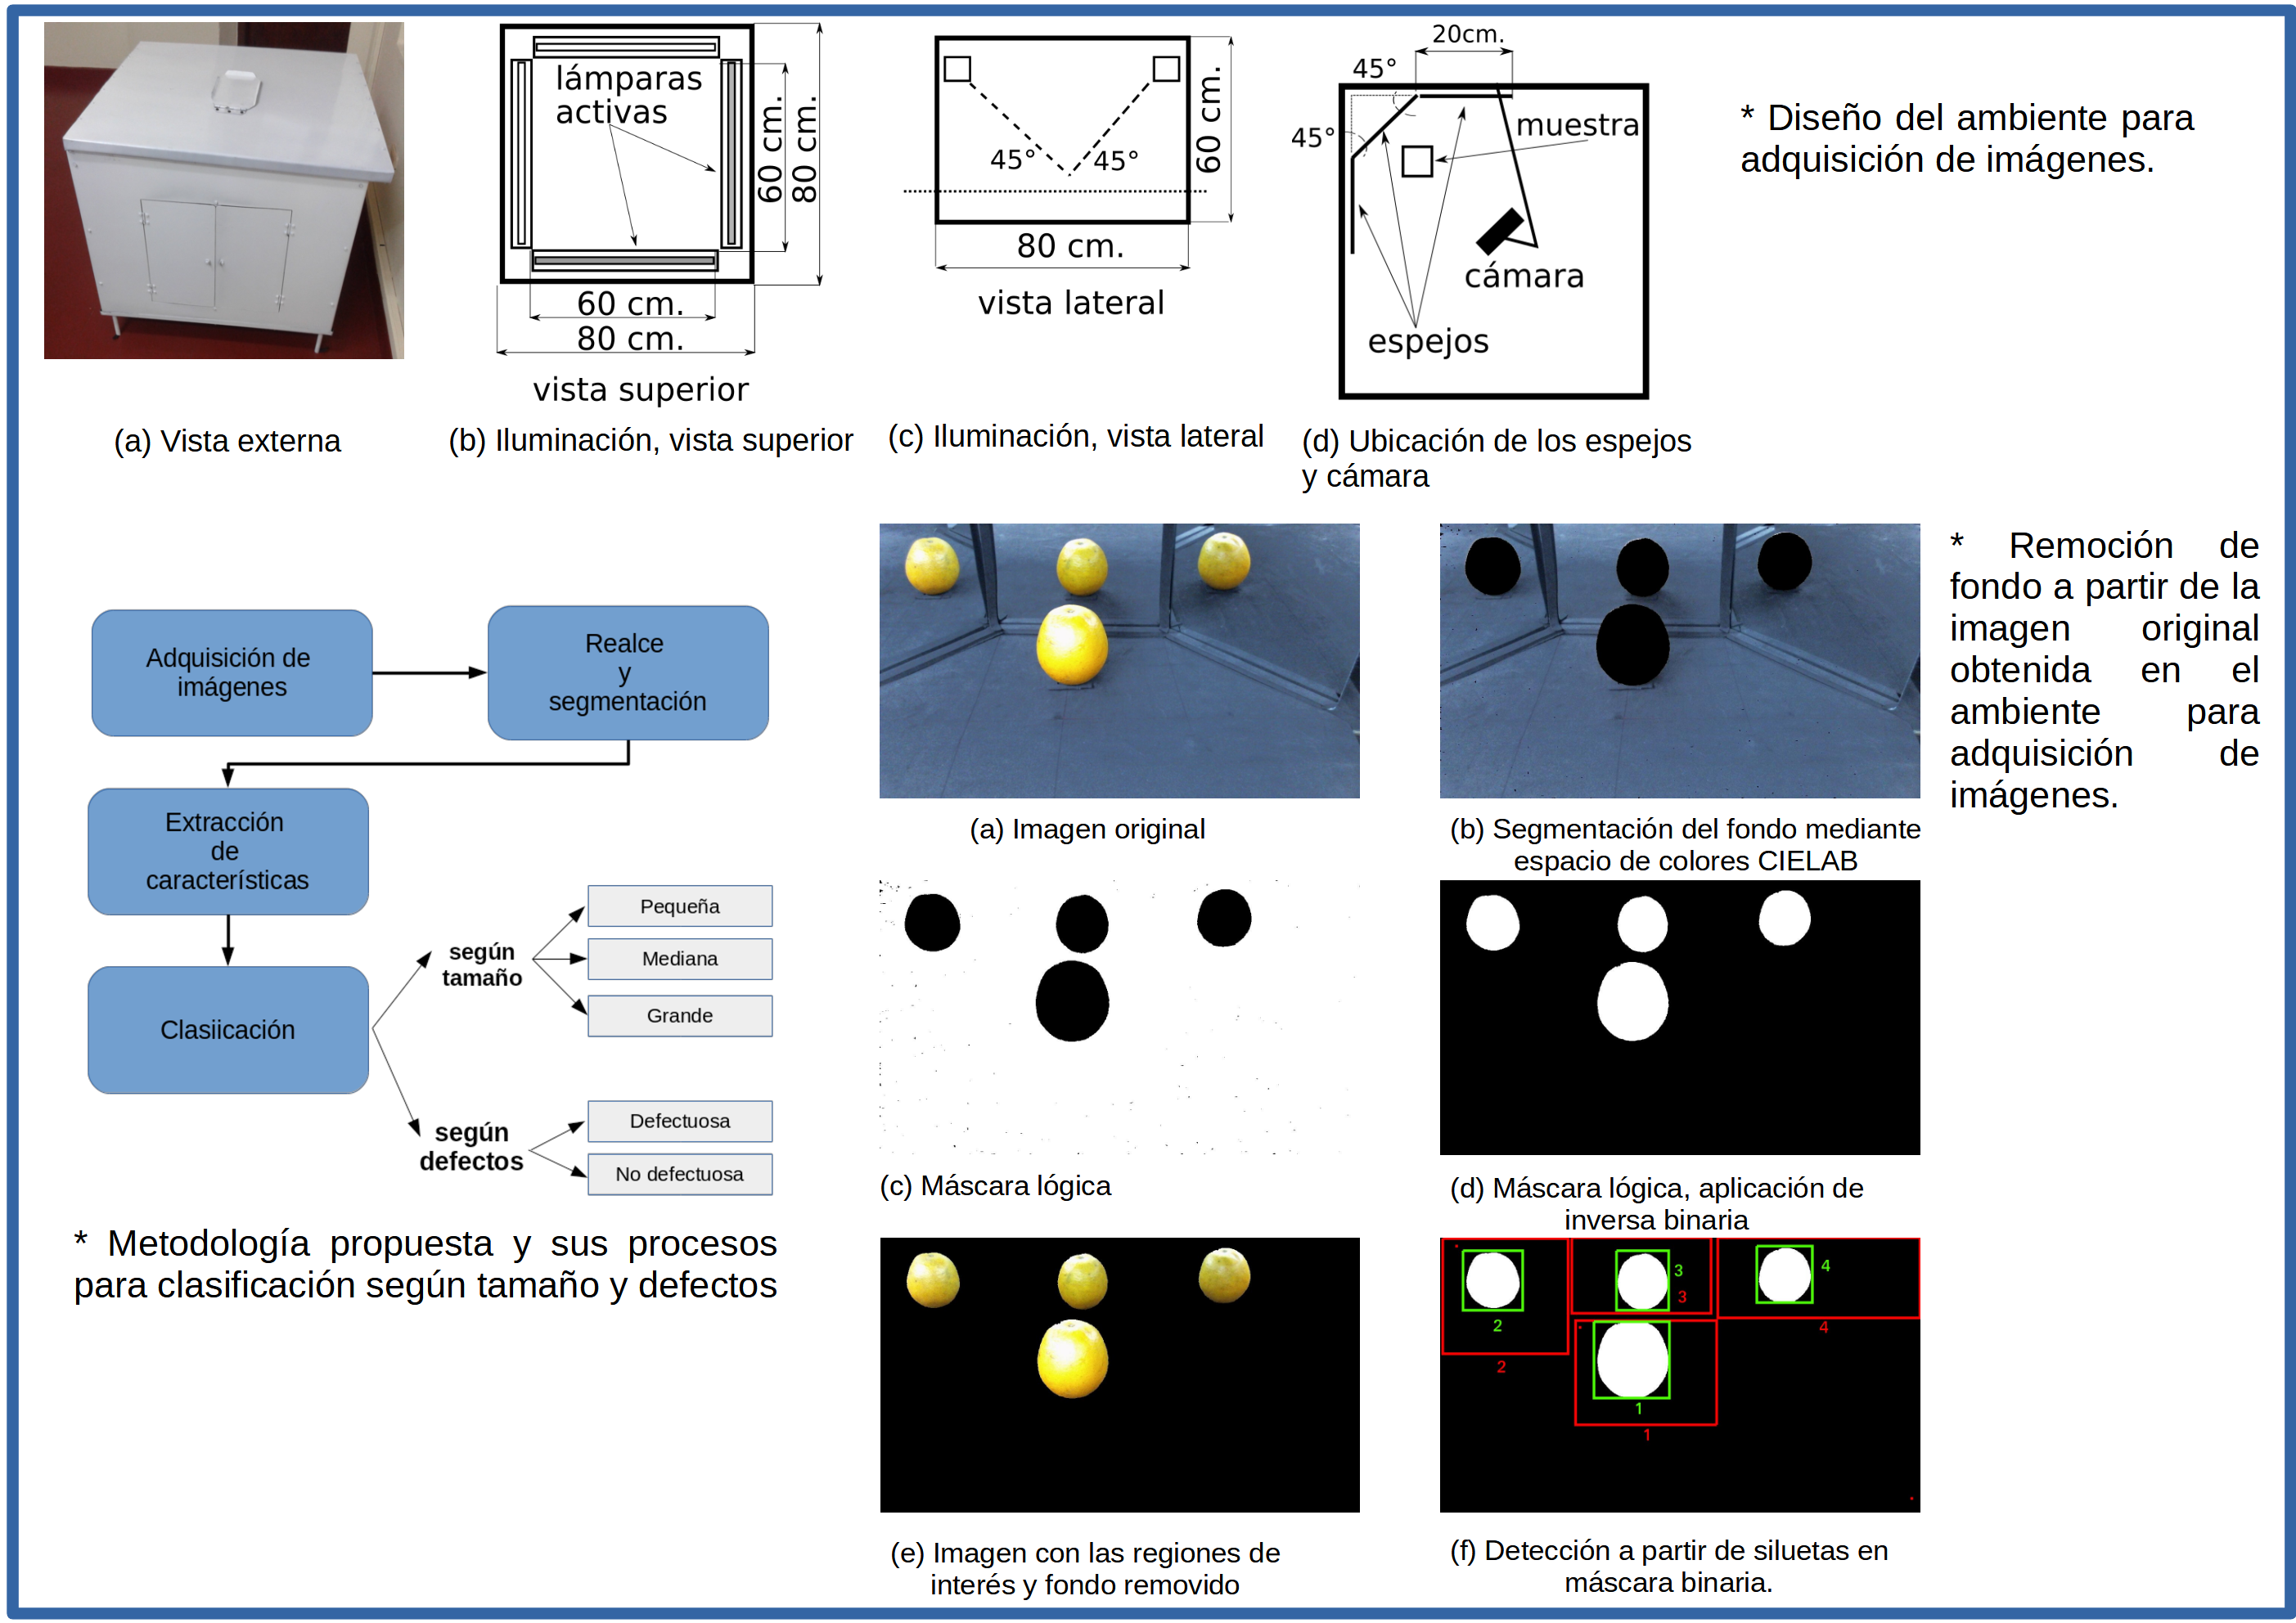 lámparas
activas
60 cm.
80 cm.
60 cm.
80 cm.
vista superior
45°
45°
60 cm.
80 cm.
vista lateral
20cm.
45°
45°
muestra
cámara
espejos
* Diseño del ambiente para
adquisición de imágenes.
(a) Vista externa
(b) Iluminación, vista superior
(c) Iluminación, vista lateral
(d) Ubicación de los espejos
y cámara
Adquisición de
imágenes
Realce
y
segmentación
Extracción
de
características
Clasiicación
según
tamaño
Pequeña
Mediana
Grande
según
defectos
Defectuosa
No defectuosa
* Metodología propuesta y sus procesos
para clasificación según tamaño y defectos
(a) Imagen original
(b) Segmentación del fondo mediante
espacio de colores CIELAB
(c) Máscara lógica
(d) Máscara lógica, aplicación de
inversa binaria
3
4
3
2
4
2
1
1
(e) Imagen con las regiones de
interés y fondo removido
(f) Detección a partir de siluetas en
máscara binaria.
* Remoción de
fondo a partir de la
imagen original
obtenida en el
ambiente para
adquisición de
imágenes.